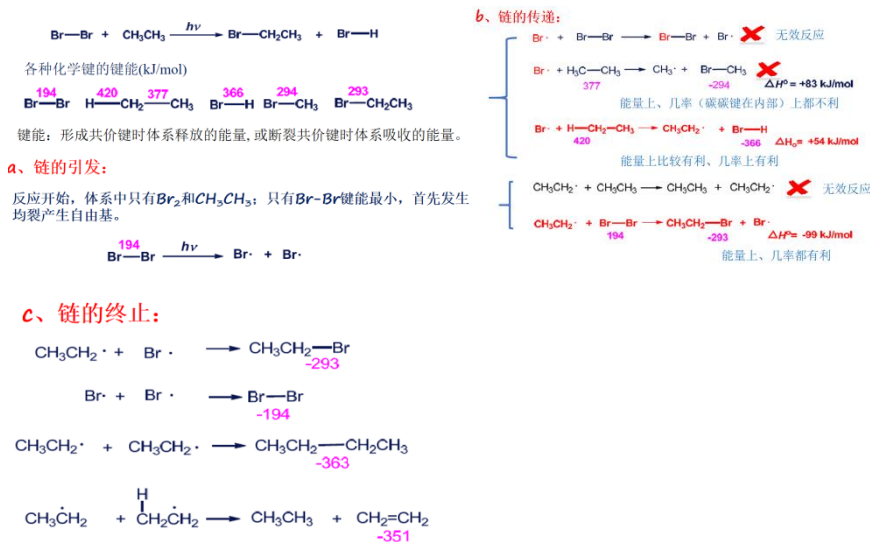 Br—Br + CH₃CH₃ hν Br—CH₂CH₃ + Br—H
各种化学键的键能(kJ/mol)
194 420 377 366 294 293
Br—Br H—CH₂—CH₃ Br—H Br—CH₃ Br—CH₂CH₃
键能：形成共价键时体系释放的能量,或断裂共价键时体系吸收的能量。
a、链的引发：
反应开始，体系中只有Br₂和CH₃CH₃；只有Br-Br键能最小，首先发生
均裂产生自由基。
194
Br—Br hν Br· + Br·
b、链的传递：
Br· + Br—Br → Br—Br + Br· 无效反应
Br· + H₃C—CH₃ → CH₃· + Br—CH₃
377 -294 △Hº = +83 kJ/mol
能量上、几率（碳碳键在内部）上都不利
Br· + H—CH₂—CH₃ → CH₃CH₂· + Br—H
420 -366 △H₀= +54 kJ/mol
能量上比较有利、几率上有利
CH₃CH₂· + CH₃CH₃ → CH₃CH₃ + CH₃CH₂· 无效反应
CH₃CH₂· + Br—Br → CH₃CH₂—Br + Br·
194 -293 △Hº= -99 kJ/mol
能量上、几率都有利
c、链的终止：
CH₃CH₂· + Br· → CH₃CH₂—Br
-293
Br· + Br· → Br—Br
-194
CH₃CH₂· + CH₃CH₂· → CH₃CH₂—CH₂CH₃
-363
H
CH₃ĊH₂ + CH₂ĊH₂ → CH₃CH₃ + CH₂=CH₂
-351